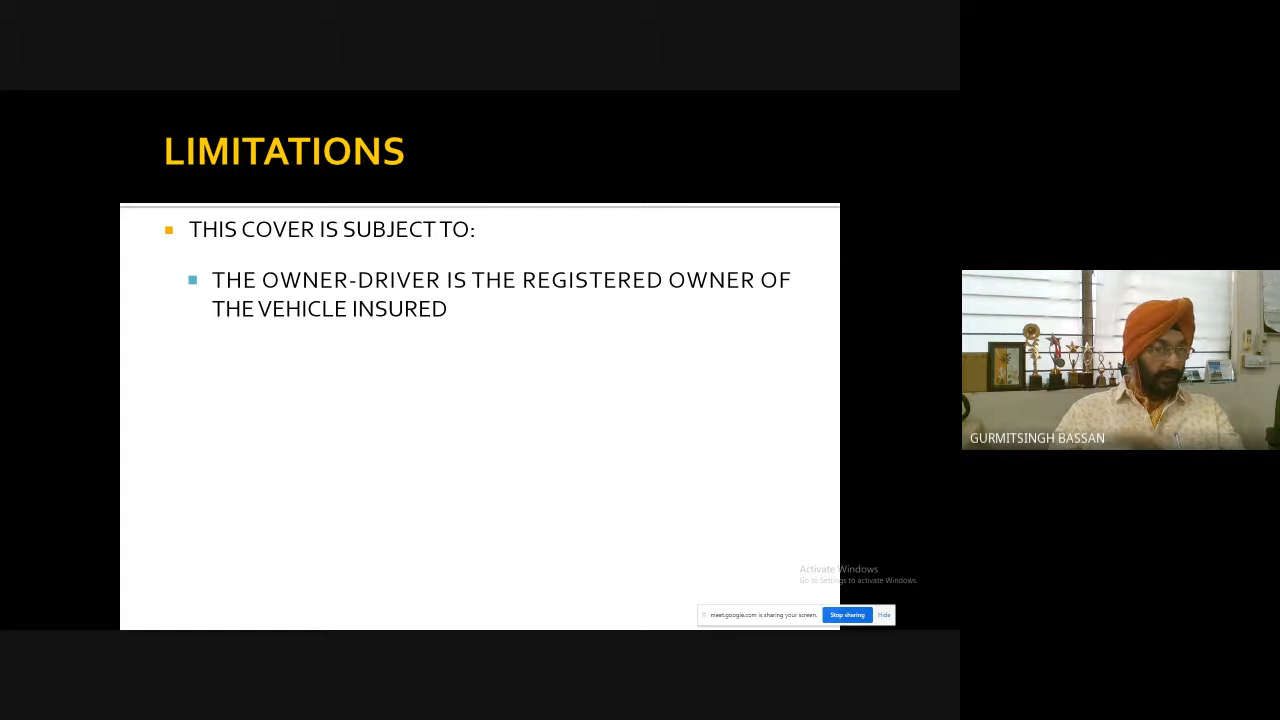 LIMITATIONS
THIS COVER IS SUBJECT TO:
THE OWNER-DRIVER IS THE REGISTERED OWNER OF
THE VEHICLE INSURED
GURMITSINGH BASSAN
Activate Windows
Go to Settings to activate Windows.
meet.google.com is sharing your screen. Stop sharing Hide